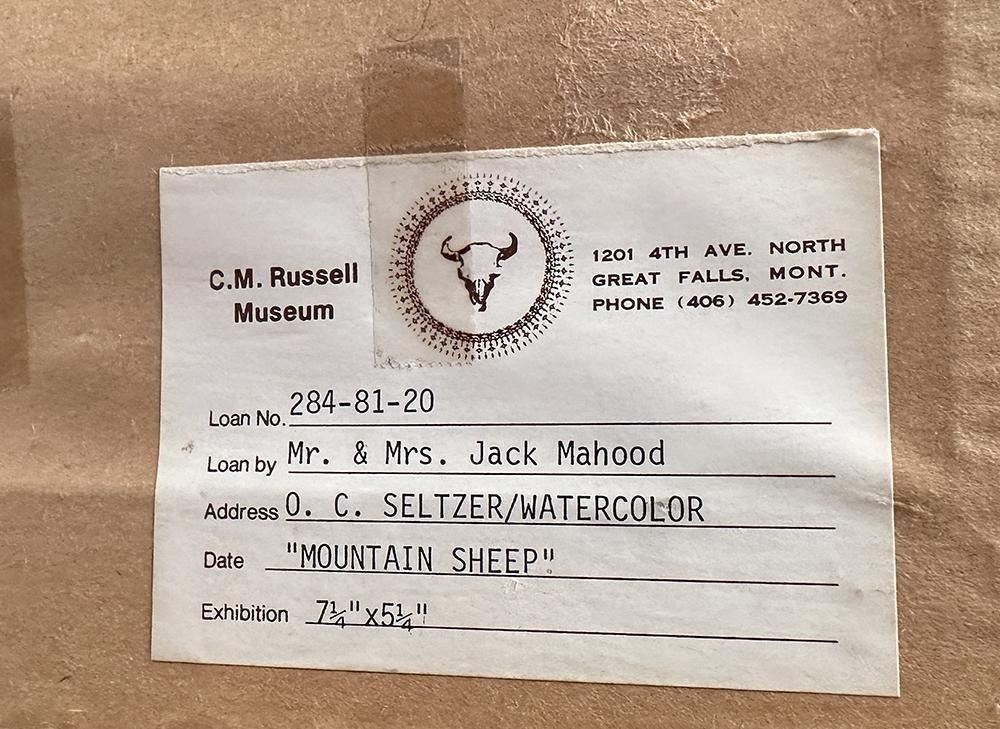 C.M. Russell
Museum
1201 4TH AVE. NORTH
GREAT FALLS, MONT.
PHONE (406) 452-7369
Loan No. 284-81-20
Loan by Mr. & Mrs. Jack Mahood
Address O. C. SELTZER/WATERCOLOR
Date "MOUNTAIN SHEEP"
Exhibition 7¼"x5¼"